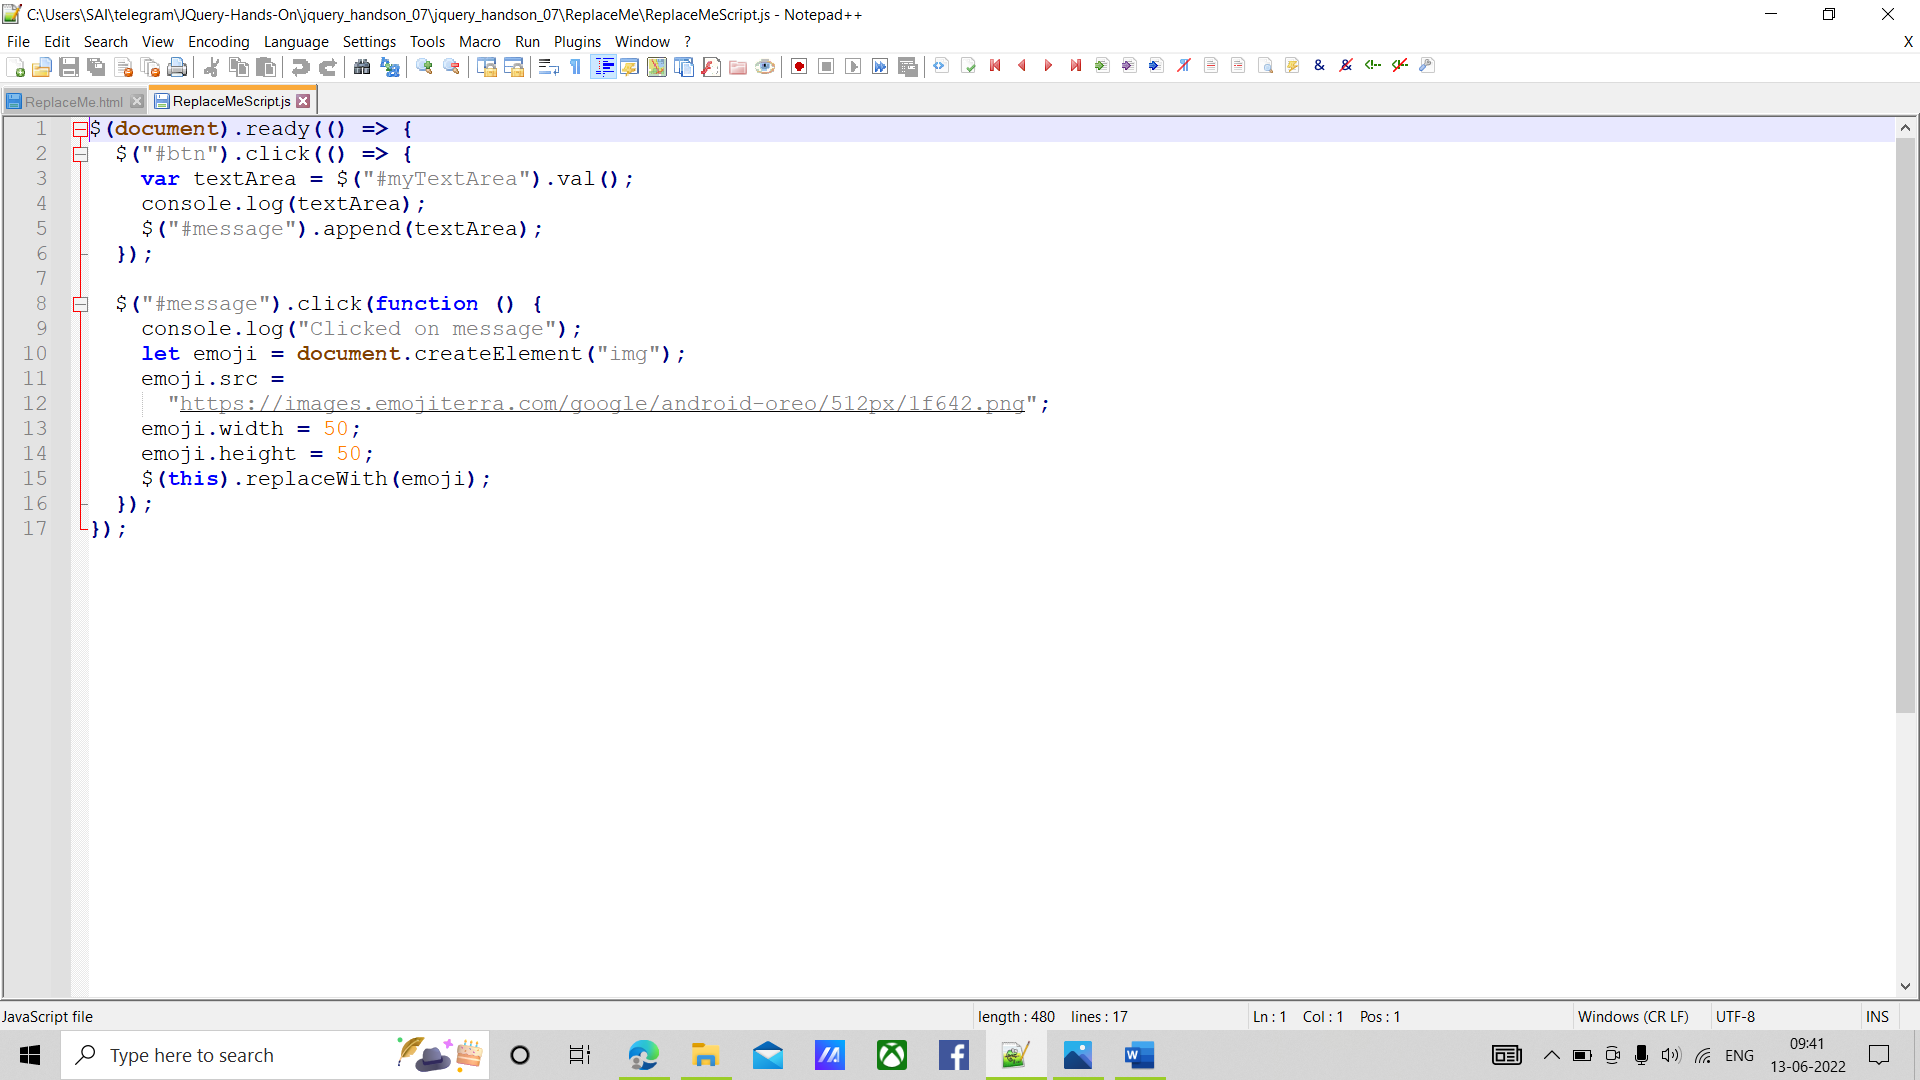 C:\Users\SAI\telegram\JQuery-Hands-On\jquery_handson_07\jquery_handson_07\ReplaceMe\ReplaceMeScript.js - Notepad++
File Edit Search View Encoding Language Settings Tools Macro Run Plugins Window ? X
ReplaceMe.html ReplaceMeScript.js
1 $(document).ready(() => {
2 $("#btn").click(() => {
3 var textArea = $("#myTextArea").val();
4 console.log(textArea);
5 $("#message").append(textArea);
6 });
7
8 $("#message").click(function () {
9 console.log("Clicked on message");
10 let emoji = document.createElement("img");
11 emoji.src =
12 "https://images.emojiterra.com/google/android-oreo/512px/1f642.png";
13 emoji.width = 50;
14 emoji.height = 50;
15 $(this).replaceWith(emoji);
16 });
17 });
JavaScript file length : 480 lines : 17 Ln : 1 Col : 1 Pos : 1 Windows (CR LF) UTF-8 INS
Type here to search ENG 09:41
13-06-2022